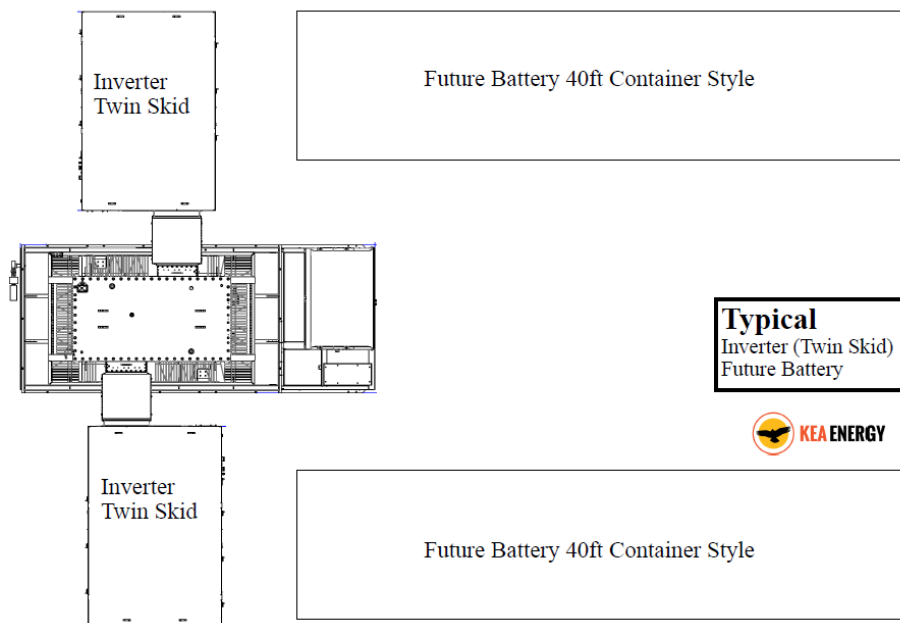 Inverter
Twin Skid
Future Battery 40ft Container Style
Typical
Inverter (Twin Skid)
Future Battery
KEA ENERGY
Inverter
Twin Skid
Future Battery 40ft Container Style